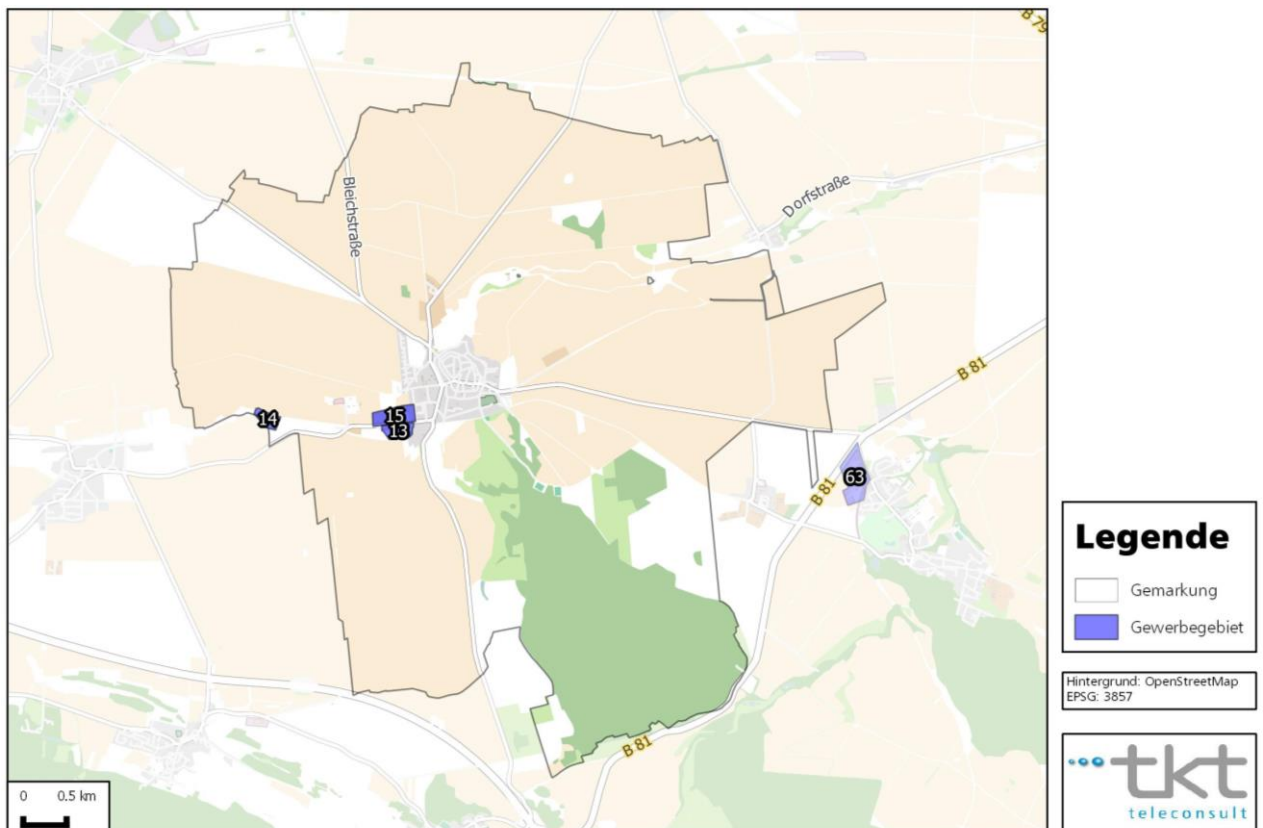 B 79
Bleichstraße
Dorfstraße
B 81
14
15
13
63
B 81
B 81
0 0.5 km
Legende
Gemarkung
Gewerbegebiet
Hintergrund: OpenStreetMap
EPSG: 3857
tkt
teleconsult